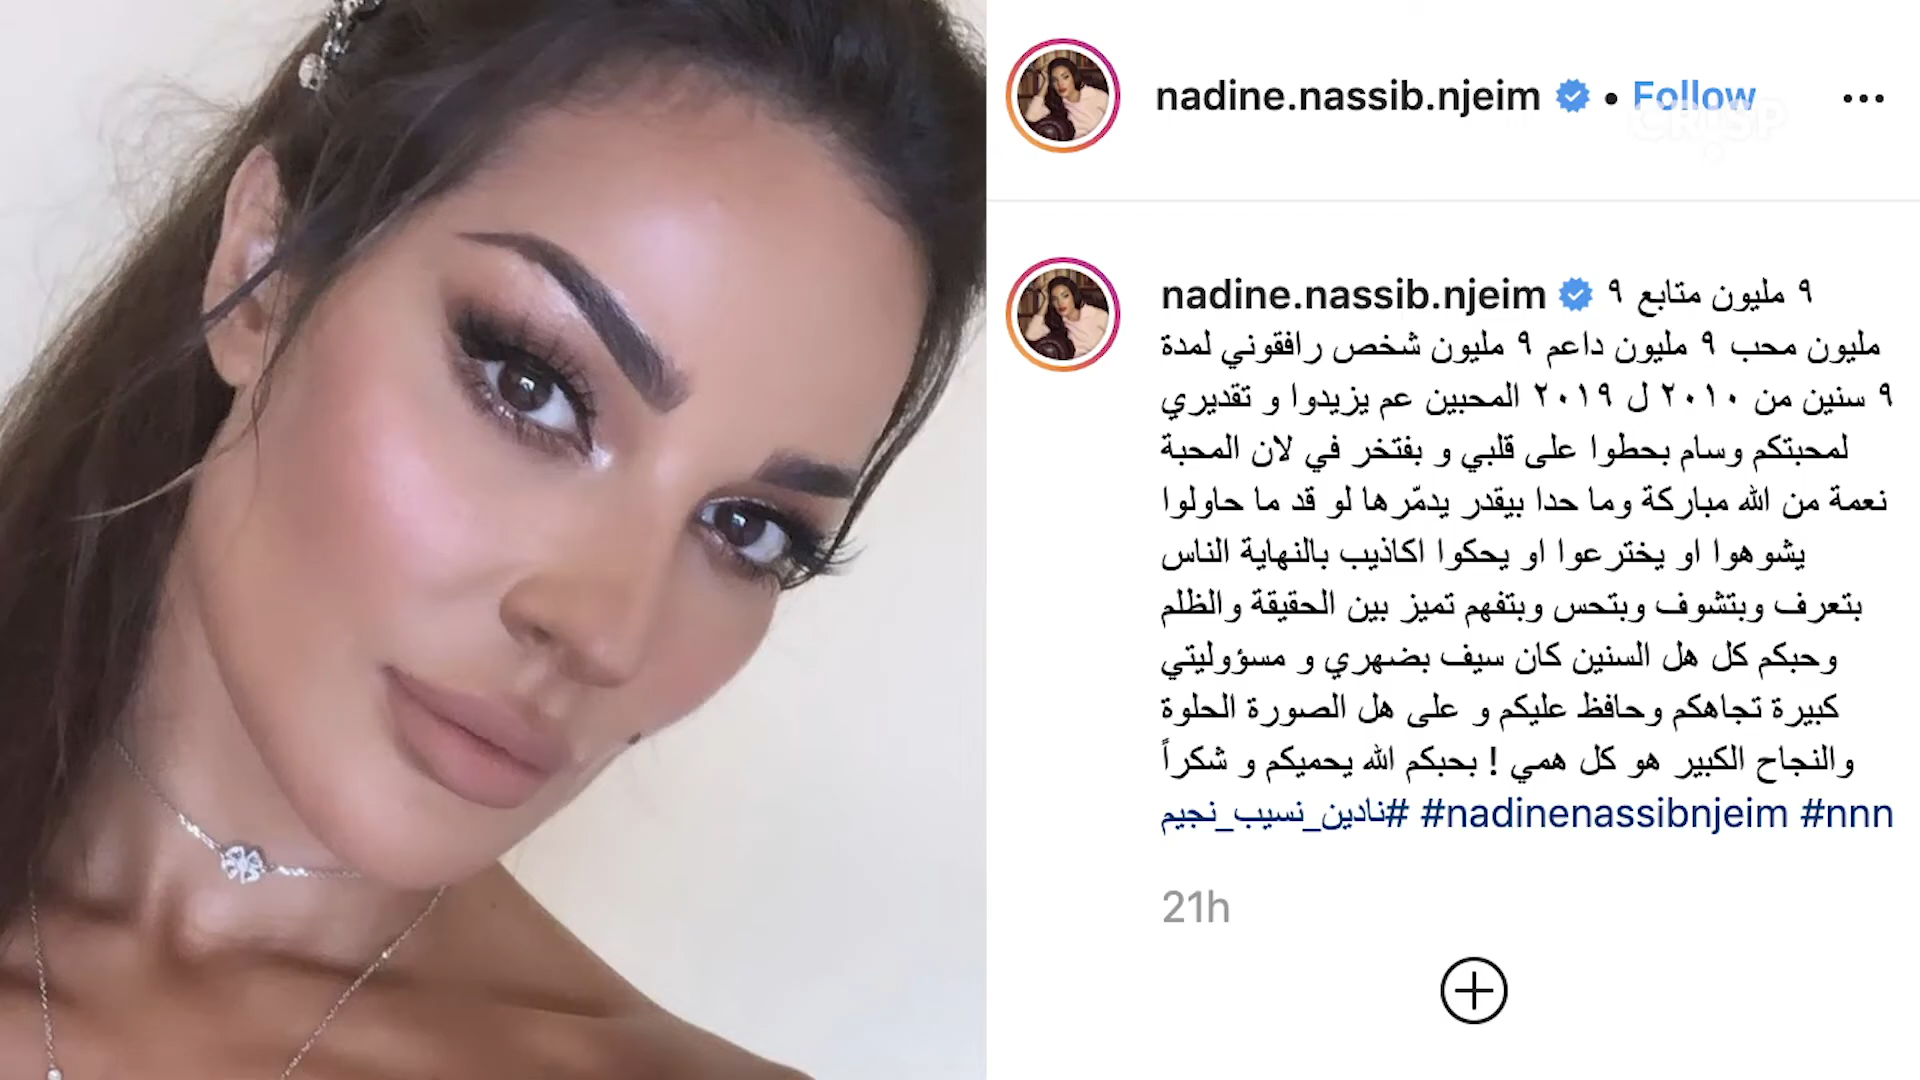 nadine.nassib.njeim • Follow
CRISP
nadine.nassib.njeim ٩ مليون متابع ٩
مليون محب ٩ مليون داعم ٩ مليون شخص رافقوني لمدة
٩ سنين من ٢٠١٠ ل ٢٠١٩ المحبين عم يزيدوا و تقديري
لمحبتكم وسام بحطوا على قلبي و بفتخر في لان المحبة
نعمة من الله مباركة وما حدا بيقدر يدمّرها لو قد ما حاولوا
يشوهوا او يخترعوا او يحكوا اكاذيب بالنهاية الناس
بتعرف وبتشوف وبتحس وبتفهم تميز بين الحقيقة والظلم
وحبكم كل هل السنين كان سيف بضهري و مسؤوليتي
كبيرة تجاهكم وحافظ عليكم و على هل الصورة الحلوة
والنجاح الكبير هو كل همي ! بحبكم الله يحميكم و شكراً
#نادين_نسيب_نجيم #nadinenassibnjeim #nnn
21h